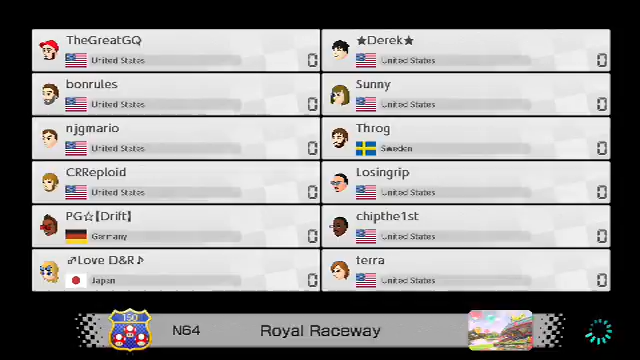 TheGreatGQ
United States
0
★Derek★
United States
0
bonrules
United States
0
Sunny
United States
0
njgmario
United States
0
Throg
Sweden
0
CRReploid
United States
0
Losingrip
United States
0
PG☆【Drift】
Germany
0
chipthe1st
United States
0
♂Love D&R♪
Japan
0
terra
United States
0
150
N64
Royal Raceway